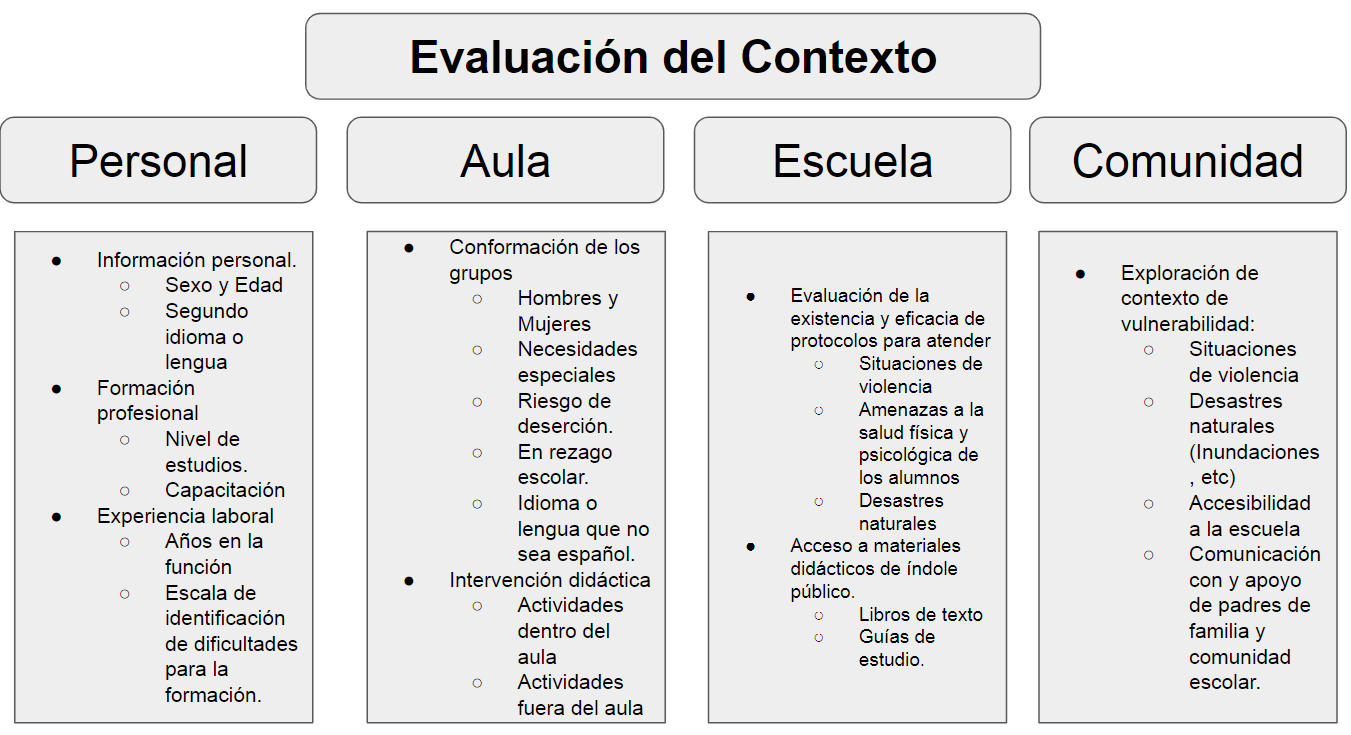 Evaluación del Contexto
Personal
● Información personal.
○ Sexo y Edad
○ Segundo
idioma o
lengua
● Formación
profesional
○ Nivel de
estudios.
○ Capacitación
● Experiencia laboral
○ Años en la
función
○ Escala de
identificación
de dificultades
para la
formación.
Aula
● Conformación de los
grupos
○ Hombres y
Mujeres
○ Necesidades
especiales
○ Riesgo de
deserción.
○ En rezago
escolar.
○ Idioma o
lengua que no
sea español.
● Intervención didáctica
○ Actividades
dentro del
aula
○ Actividades
fuera del aula
Escuela
● Evaluación de la
existencia y eficacia de
protocolos para atender
○ Situaciones de
violencia
○ Amenazas a la
salud física y
psicológica de
los alumnos
○ Desastres
naturales
● Acceso a materiales
didácticos de índole
público.
○ Libros de texto
○ Guías de
estudio.
Comunidad
● Exploración de
contexto de
vulnerabilidad:
○ Situaciones
de violencia
○ Desastres
naturales
(Inundaciones
, etc)
○ Accesibilidad
a la escuela
○ Comunicación
con y apoyo
de padres de
familia y
comunidad
escolar.